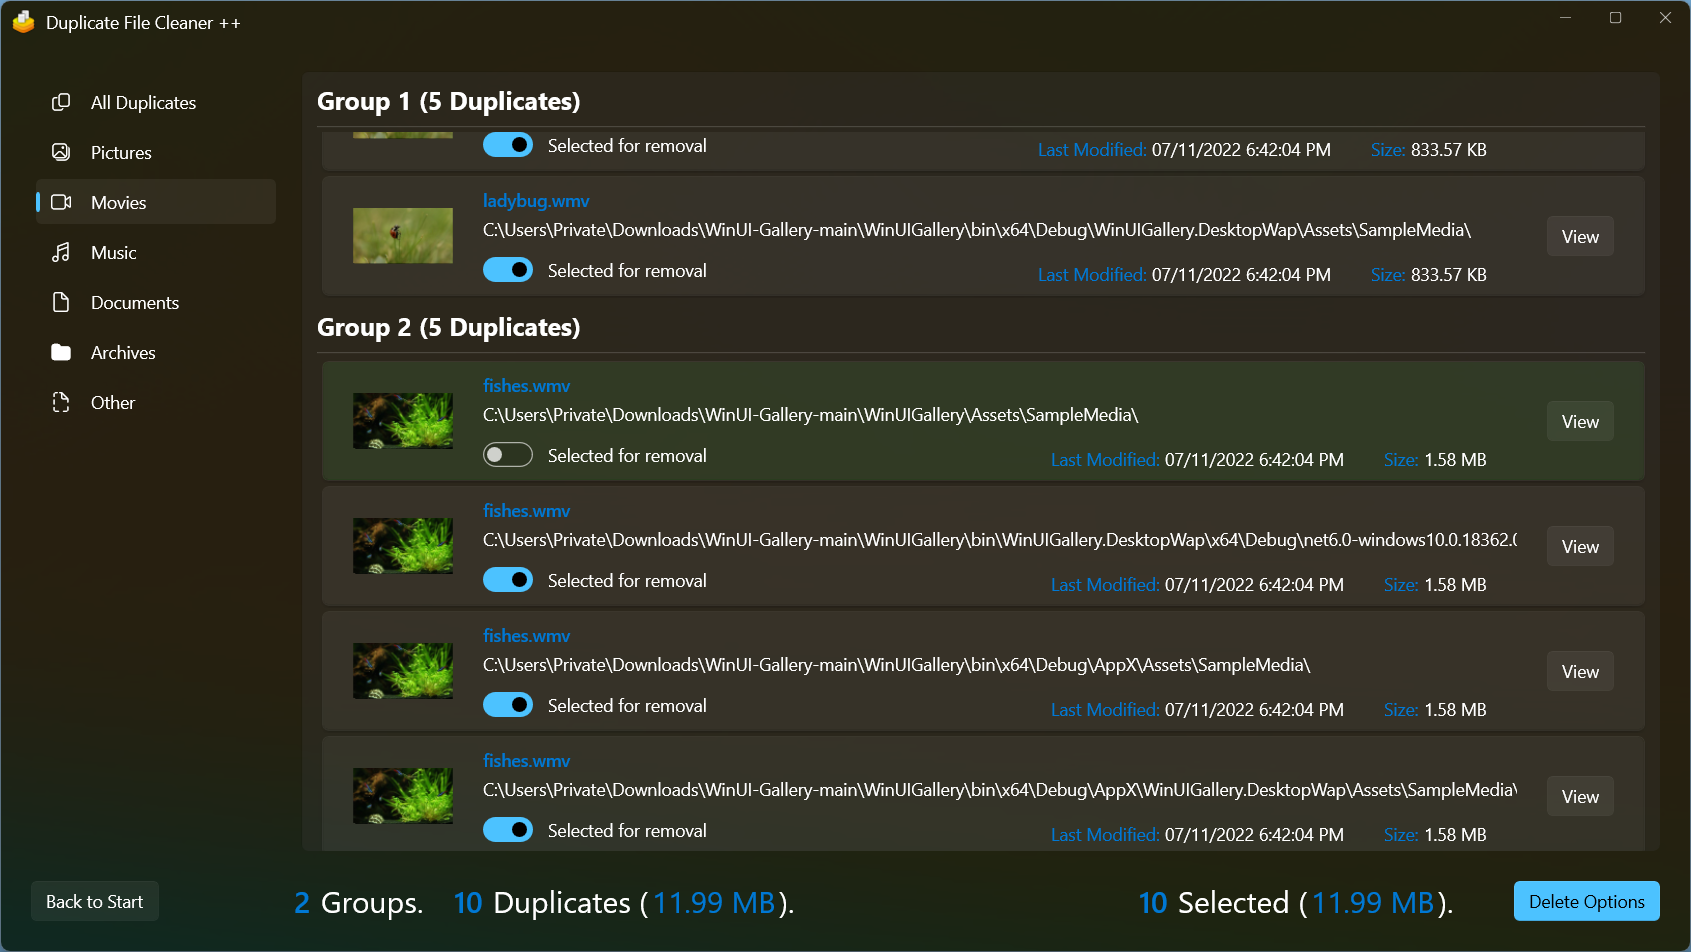 Duplicate File Cleaner ++
All Duplicates
Pictures
Movies
Music
Documents
Archives
Other
Group 1 (5 Duplicates)
Selected for removal
Last Modified: 07/11/2022 6:42:04 PM Size: 833.57 KB
ladybug.wmv
C:\Users\Private\Downloads\WinUI-Gallery-main\WinUIGallery\bin\x64\Debug\WinUIGallery.DesktopWap\Assets\SampleMedia\
View
Selected for removal
Last Modified: 07/11/2022 6:42:04 PM Size: 833.57 KB
Group 2 (5 Duplicates)
fishes.wmv
C:\Users\Private\Downloads\WinUI-Gallery-main\WinUIGallery\Assets\SampleMedia\
View
Selected for removal
Last Modified: 07/11/2022 6:42:04 PM Size: 1.58 MB
fishes.wmv
C:\Users\Private\Downloads\WinUI-Gallery-main\WinUIGallery\bin\WinUIGallery.DesktopWap\x64\Debug\net6.0-windows10.0.18362.0
View
Selected for removal
Last Modified: 07/11/2022 6:42:04 PM Size: 1.58 MB
fishes.wmv
C:\Users\Private\Downloads\WinUI-Gallery-main\WinUIGallery\bin\x64\Debug\AppX\Assets\SampleMedia\
View
Selected for removal
Last Modified: 07/11/2022 6:42:04 PM Size: 1.58 MB
fishes.wmv
C:\Users\Private\Downloads\WinUI-Gallery-main\WinUIGallery\bin\x64\Debug\AppX\WinUIGallery.DesktopWap\Assets\SampleMedia\
View
Selected for removal
Last Modified: 07/11/2022 6:42:04 PM Size: 1.58 MB
Back to Start
2 Groups. 10 Duplicates (11.99 MB).
10 Selected (11.99 MB).
Delete Options